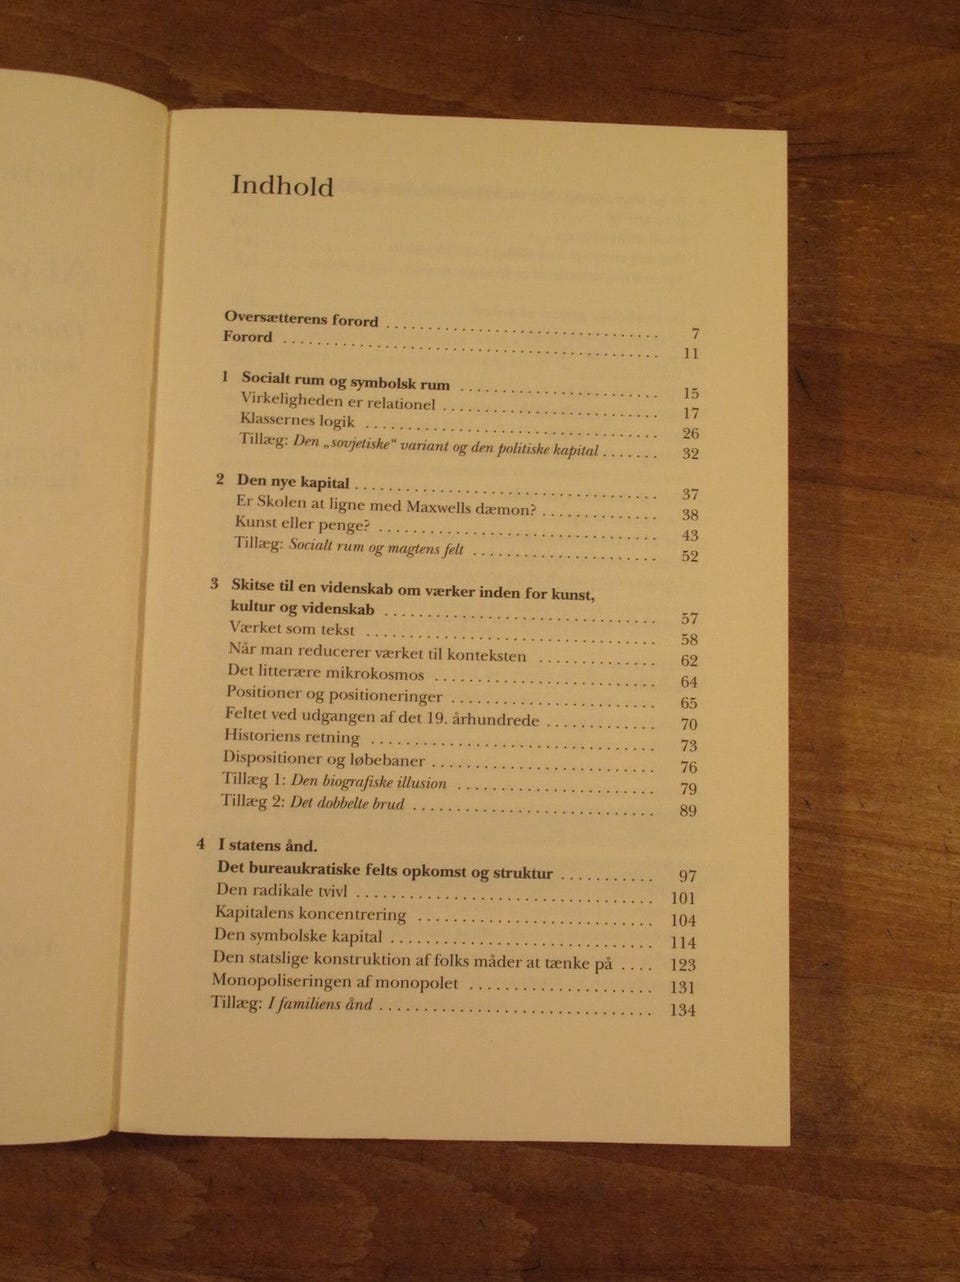 Indhold
Oversætterens forord 7
Forord 11
1 Socialt rum og symbolsk rum 15
Virkeligheden er relationel 17
Klassernes logik 26
Tillæg: Den „sovjetiske“ variant og den politiske kapital 32
2 Den nye kapital 37
Er Skolen at ligne med Maxwells dæmon? 38
Kunst eller penge? 43
Tillæg: Socialt rum og magtens felt 52
3 Skitse til en videnskab om værker inden for kunst,
kultur og videnskab 57
Værket som tekst 58
Når man reducerer værket til konteksten 62
Det litterære mikrokosmos 64
Positioner og positioneringer 65
Feltet ved udgangen af det 19. århundrede 70
Historiens retning 73
Dispositioner og løbebaner 76
Tillæg 1: Den biografiske illusion 79
Tillæg 2: Det dobbelte brud 89
4 I statens ånd.
Det bureaukratiske felts opkomst og struktur 97
Den radikale tvivl 101
Kapitalens koncentrering 104
Den symbolske kapital 114
Den statslige konstruktion af folks måder at tænke på 123
Monopoliseringen af monopolet 131
Tillæg: I familiens ånd 134